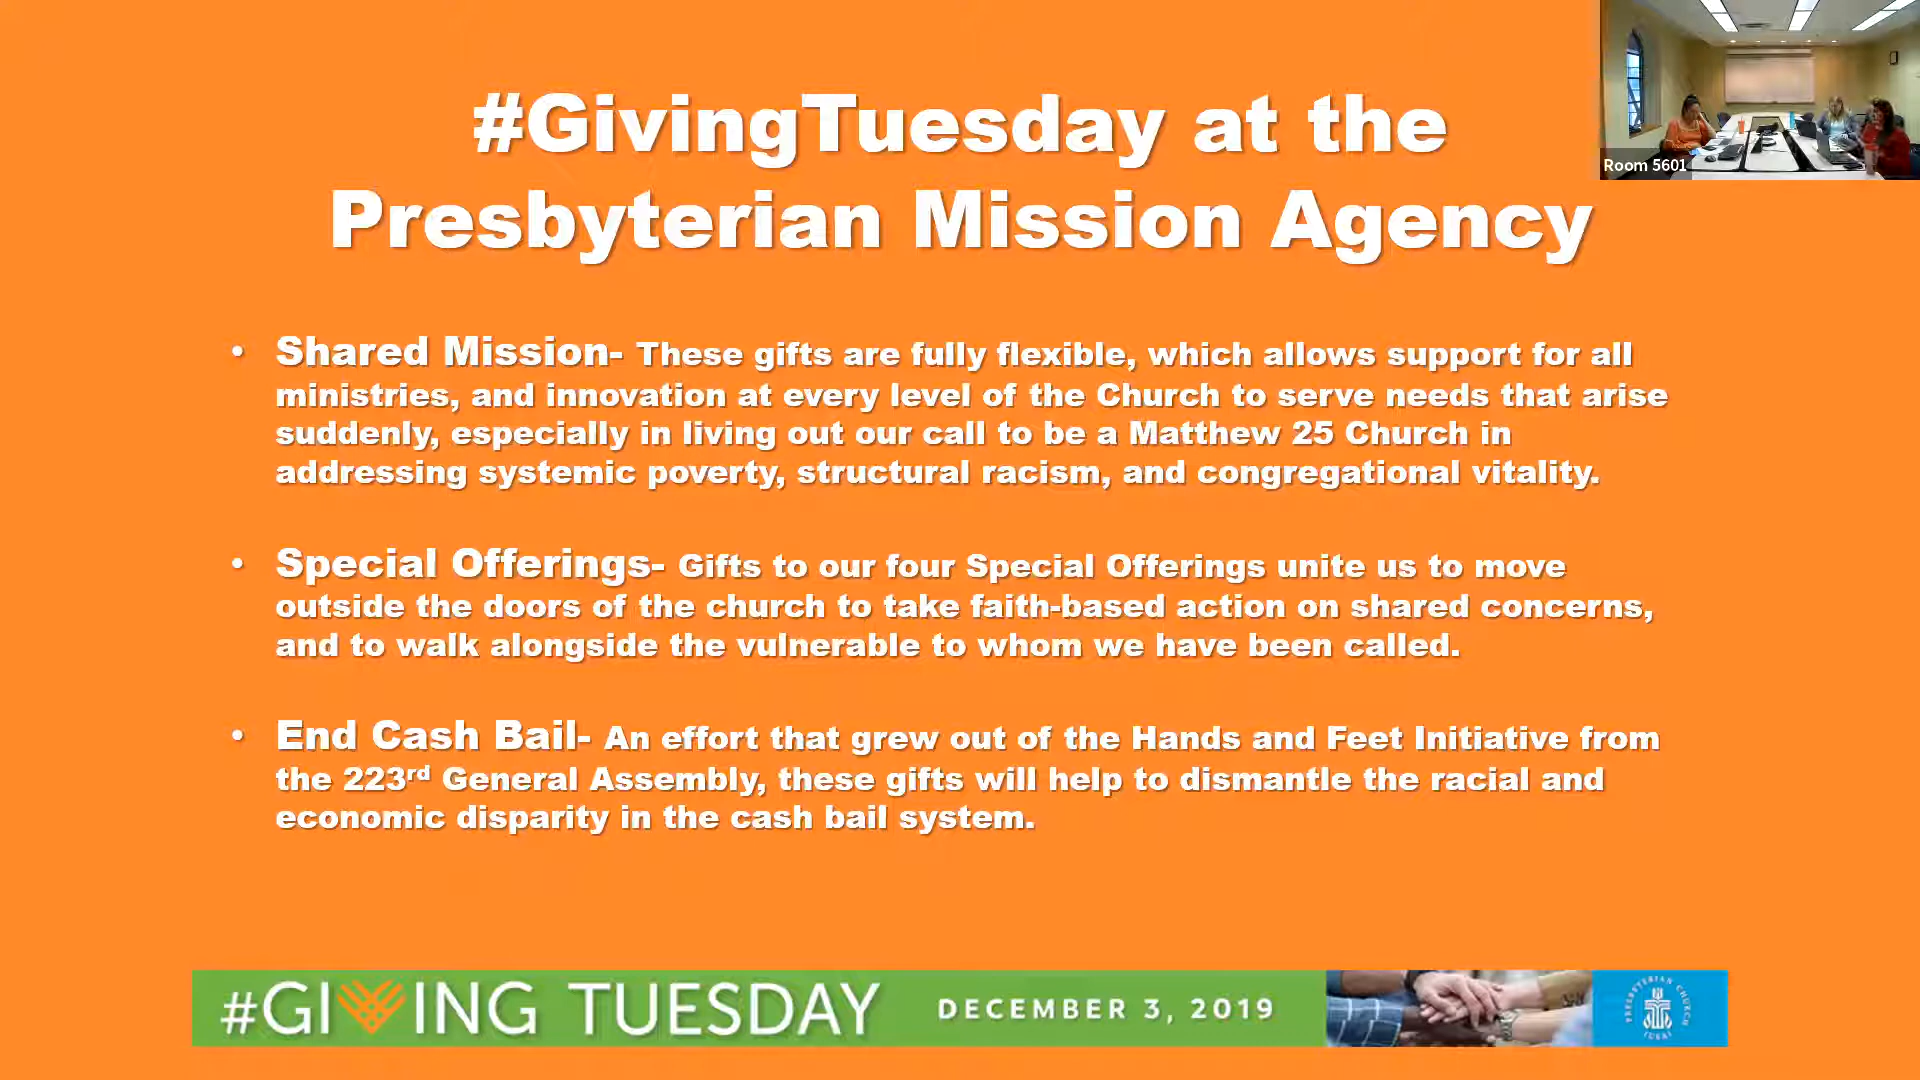 #GivingTuesday at the
Presbyterian Mission Agency
Room 5601
• Shared Mission- These gifts are fully flexible, which allows support for all
ministries, and innovation at every level of the Church to serve needs that arise
suddenly, especially in living out our call to be a Matthew 25 Church in
addressing systemic poverty, structural racism, and congregational vitality.
• Special Offerings- Gifts to our four Special Offerings unite us to move
outside the doors of the church to take faith-based action on shared concerns,
and to walk alongside the vulnerable to whom we have been called.
• End Cash Bail- An effort that grew out of the Hands and Feet Initiative from
the 223rd General Assembly, these gifts will help to dismantle the racial and
economic disparity in the cash bail system.
#GIVING TUESDAY
DECEMBER 3, 2019
PRESBYTERIAN CHURCH
(USA)